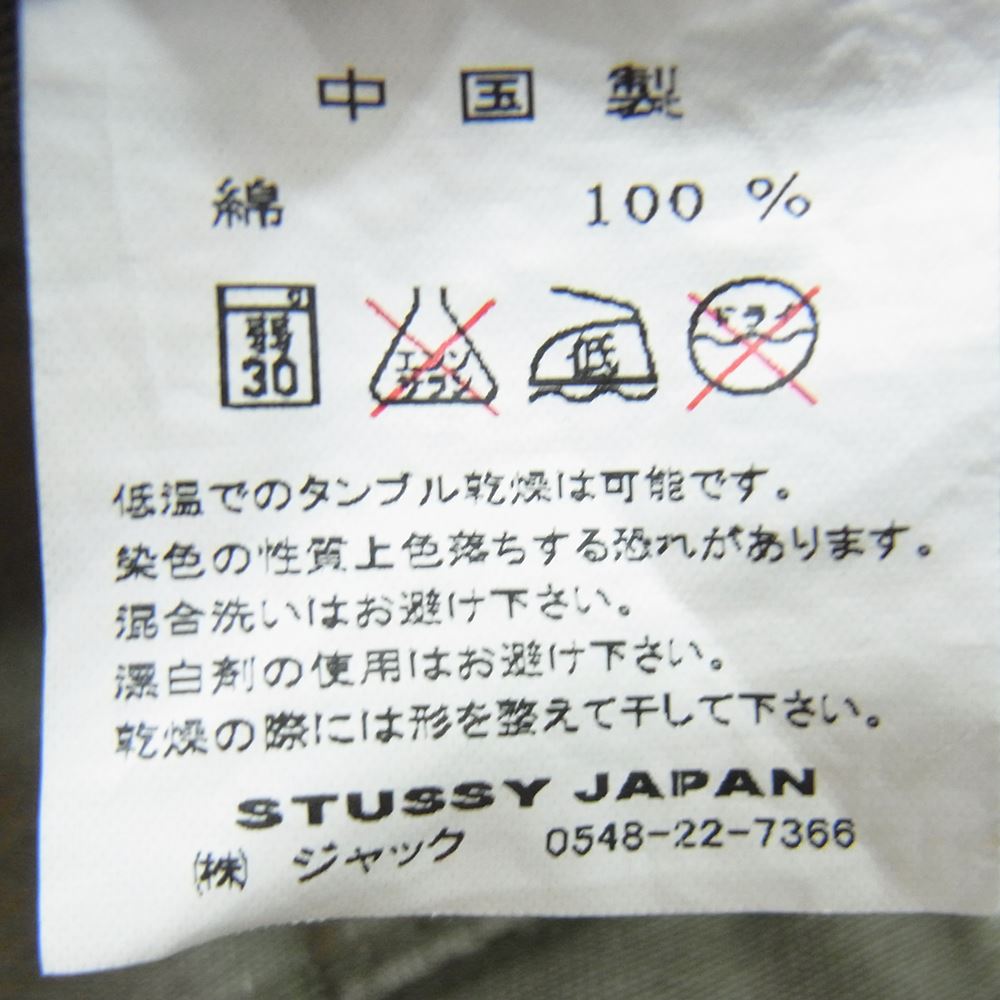 中国製
綿 100 %
弱 30 エンソ サラシ 低 ドライ
低温でのタンブル乾燥は可能です。
染色の性質上色落ちする恐れがあります。
混合洗いはお避け下さい。
漂白剤の使用はお避け下さい。
乾燥の際には形を整えて干して下さい。
STUSSY JAPAN
㈱ ジャック 0548-22-7366